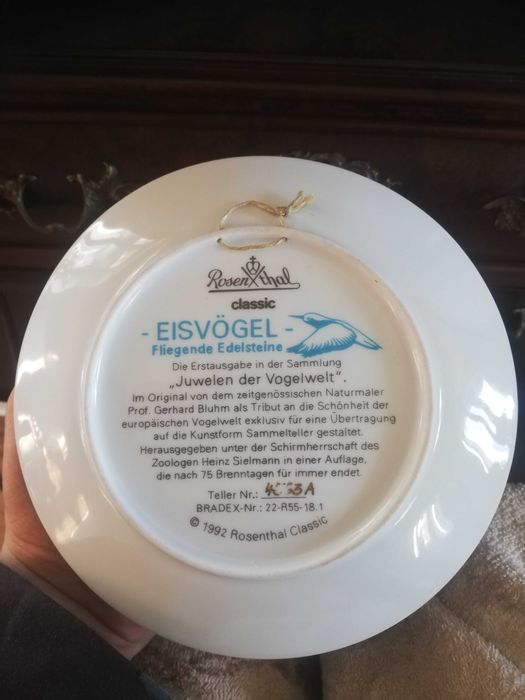 Rosenthal
classic
- EISVÖGEL -
Fliegende Edelsteine
Die Erstausgabe in der Sammlung
„Juwelen der Vogelwelt".
Im Original von dem zeitgenössischen Naturmaler
Prof. Gerhard Bluhm als Tribut an die Schönheit der
europäischen Vogelwelt exklusiv für eine Übertragung
auf die Kunstform Sammelteller gestaltet.
Herausgegeben unter der Schirmherrschaft des
Zoologen Heinz Sielmann in einer Auflage,
die nach 75 Brenntagen für immer endet.
Teller Nr.:
BRADEX-Nr.: 22-R55-18.1
© 1992 Rosenthal Classic